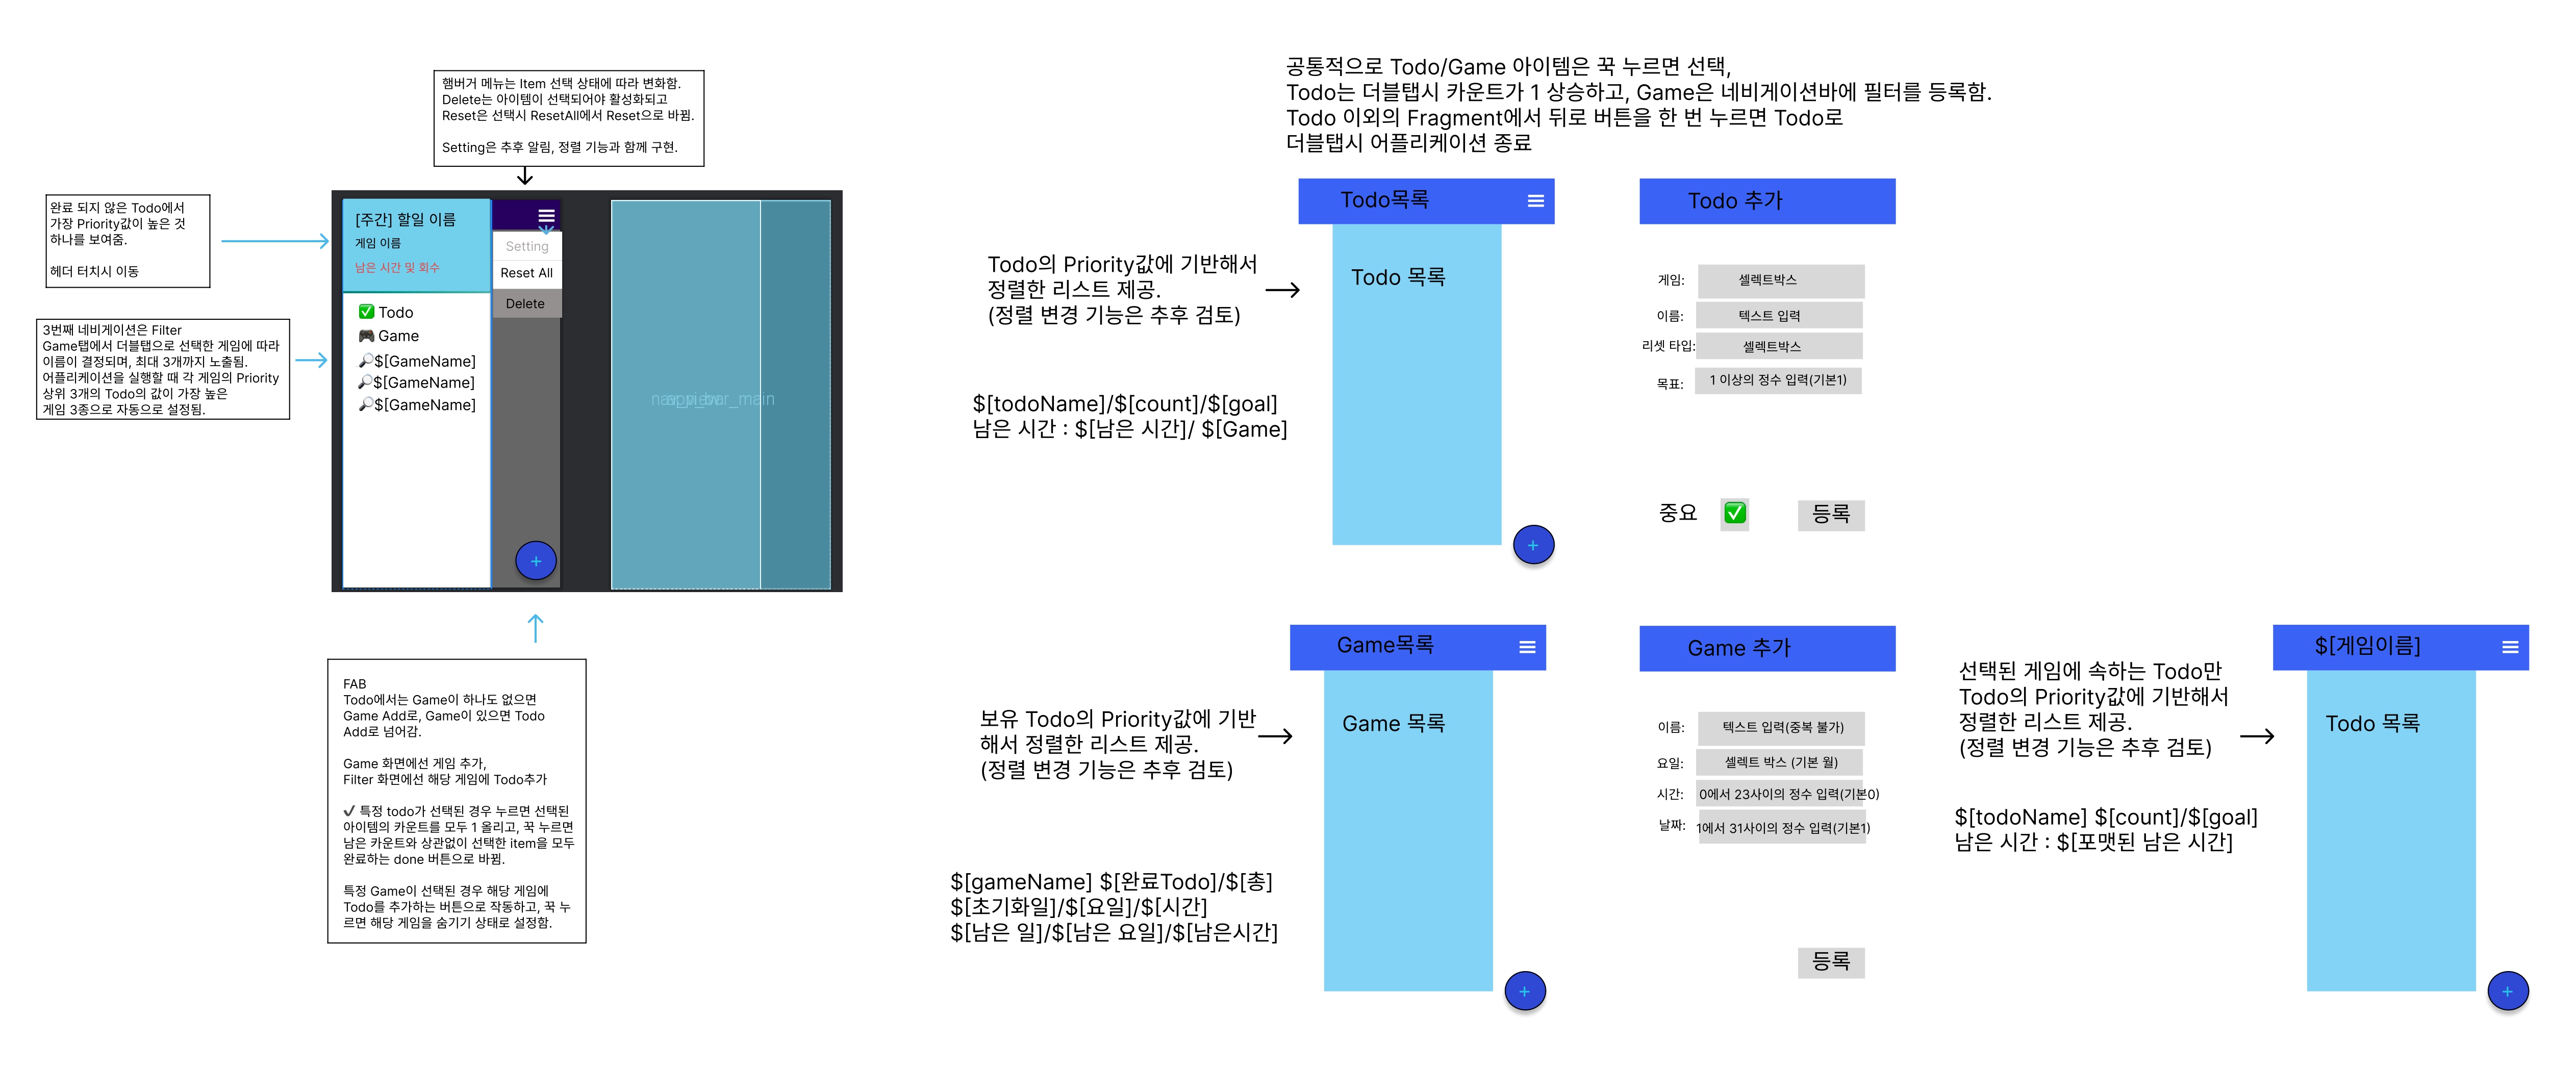 햄버거 메뉴는 Item 선택 상태에 따라 변화함.
Delete는 아이템이 선택되어야 활성화되고
Reset은 선택시 ResetAll에서 Reset으로 바뀜.
Setting은 추후 알림, 정렬 기능과 함께 구현.
완료 되지 않은 Todo에서
가장 Priority값이 높은 것
하나를 보여줌.
헤더 터치시 이동
3번째 네비게이션은 Filter
Game탭에서 더블탭으로 선택한 게임에 따라
이름이 결정되며, 최대 3개까지 노출됨.
어플리케이션을 실행할 때 각 게임의 Priority
상위 3개의 Todo의 값이 가장 높은
게임 3종으로 자동으로 설정됨.
[주간] 할일 이름
게임 이름
남은 시간 및 회수
Todo
Game
$[GameName]
$[GameName]
$[GameName]
Setting
Reset All
Delete
+
nav_view
app_bar_main
FAB
Todo에서는 Game이 하나도 없으면
Game Add로, Game이 있으면 Todo
Add로 넘어감.
Game 화면에선 게임 추가,
Filter 화면에선 해당 게임에 Todo추가
✓ 특정 todo가 선택된 경우 누르면 선택된
아이템의 카운트를 모두 1 올리고, 꾹 누르면
남은 카운트와 상관없이 선택한 item을 모두
완료하는 done 버튼으로 바뀜.
특정 Game이 선택된 경우 해당 게임에
Todo를 추가하는 버튼으로 작동하고, 꾹 누
르면 해당 게임을 숨기기 상태로 설정함.
공통적으로 Todo/Game 아이템은 꾹 누르면 선택,
Todo는 더블탭시 카운트가 1 상승하고, Game은 네비게이션바에 필터를 등록함.
Todo 이외의 Fragment에서 뒤로 버튼을 한 번 누르면 Todo로
더블탭시 어플리케이션 종료
Todo의 Priority값에 기반해서
정렬한 리스트 제공.
(정렬 변경 기능은 추후 검토)
$[todoName]/$[count]/$[goal]
남은 시간 : $[남은 시간]/ $[Game]
Todo목록
Todo 목록
+
Todo 추가
게임: 셀렉트박스
이름: 텍스트 입력
리셋 타입: 셀렉트박스
목표: 1 이상의 정수 입력(기본1)
중요
등록
보유 Todo의 Priority값에 기반
해서 정렬한 리스트 제공.
(정렬 변경 기능은 추후 검토)
$[gameName] $[완료Todo]/$[총]
$[초기화일]/$[요일]/$[시간]
$[남은 일]/$[남은 요일]/$[남은시간]
Game목록
Game 목록
+
Game 추가
이름: 텍스트 입력(중복 불가)
요일: 셀렉트 박스 (기본 월)
시간: 0에서 23사이의 정수 입력(기본0)
날짜: 1에서 31사이의 정수 입력(기본1)
등록
선택된 게임에 속하는 Todo만
Todo의 Priority값에 기반해서
정렬한 리스트 제공.
(정렬 변경 기능은 추후 검토)
$[todoName] $[count]/$[goal]
남은 시간 : $[포맷된 남은 시간]
$[게임이름]
Todo 목록
+